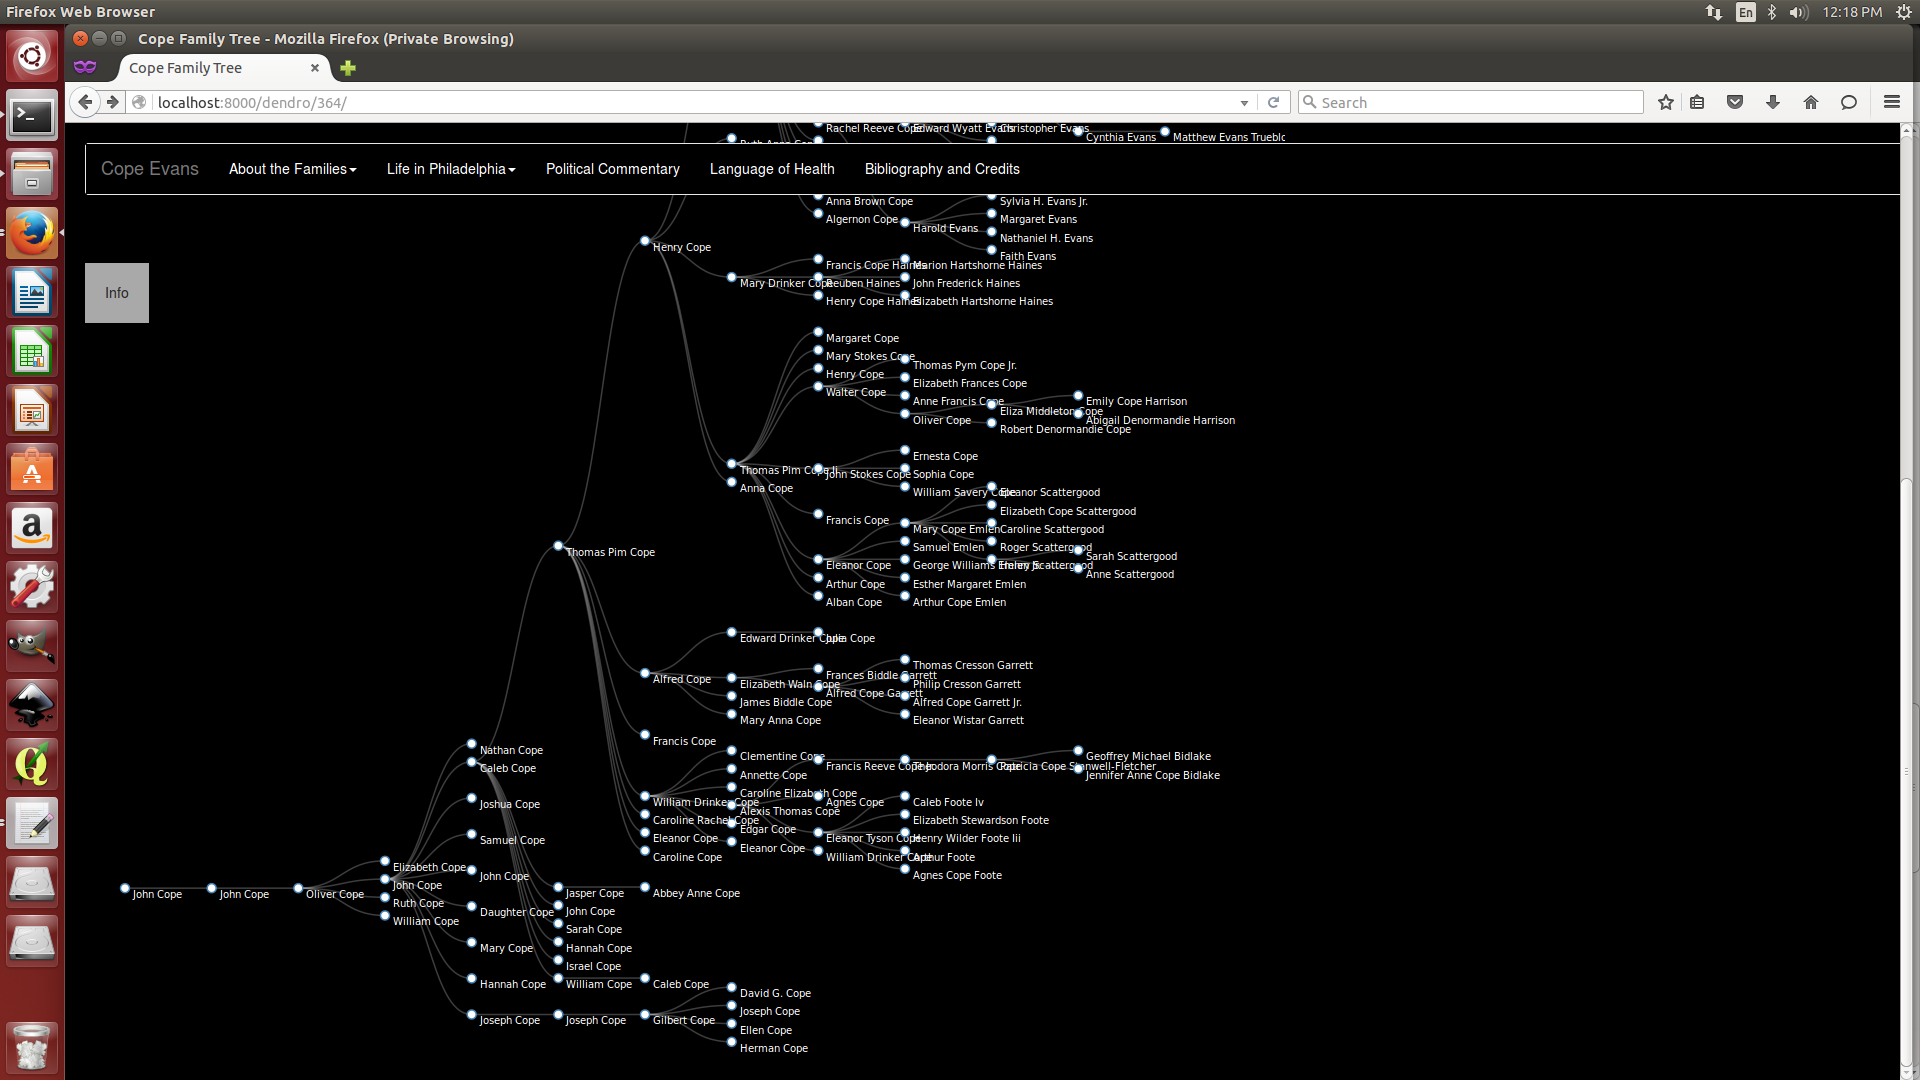 Firefox Web Browser
En
12:18 PM
Cope Family Tree - Mozilla Firefox (Private Browsing)
Cope Family Tree
localhost:8000/dendro/364/
Search
Rachel Reeve Cope
Edward Wyatt Evans
Christopher Evans
Cynthia Evans
Matthew Evans
Cope Evans
About the Families
Life in Philadelphia
Political Commentary
Language of Health
Bibliography and Credits
Anna Brown Cope
Sylvia H. Evans Jr.
Algernon Cope
Margaret Evans
Harold Evans
Nathaniel H. Evans
Henry Cope
Faith Evans
Francis Cope Haines
Marion Hartshorne Haines
Mary Drinker Cope
Reuben Haines
John Frederick Haines
Info
Henry Cope Haines
Elizabeth Hartshorne Haines
Margaret Cope
Mary Stokes Cope
Thomas Pym Cope Jr.
Henry Cope
Elizabeth Frances Cope
Walter Cope
Anne Francis Cope
Emily Cope Harrison
Eliza Middleton Cope
Oliver Cope
Abigail Denormandie Harrison
Robert Denormandie Cope
Ernesta Cope
Thomas Pim Cope
John Stokes Cope
Sophia Cope
Anna Cope
William Savery Cope
Eleanor Scattergood
Elizabeth Cope Scattergood
Francis Cope
Mary Cope Emlen
Caroline Scattergood
Samuel Emlen
Roger Scattergood
Thomas Pim Cope
Sarah Scattergood
Eleanor Cope
George Williams Emlen Jr.
Scattergood
Anne Scattergood
Arthur Cope
Esther Margaret Emlen
Alban Cope
Arthur Cope Emlen
Edward Drinker Cope
Julia Cope
Thomas Cresson Garrett
Frances Biddle Garrett
Alfred Cope
Elizabeth Waln Cope
Philip Cresson Garrett
Alfred Cope Garrett
James Biddle Cope
Alfred Cope Garrett Jr.
Mary Anna Cope
Eleanor Wistar Garrett
Francis Cope
Nathan Cope
Clementine Cope
Geoffrey Michael Bidlake
Caleb Cope
Francis Reeve Cope Jr.
Theodora Morris Cope
Patricia Cope Stanwell-Fletcher
Annette Cope
Jennifer Anne Cope Bidlake
Caroline Elizabeth Cope
Joshua Cope
William Drinker Cope
Agnes Cope
Caleb Foote Iv
Alexis Thomas Cope
Caroline Rachel Cope
Elizabeth Stewardson Foote
Edgar Cope
Samuel Cope
Eleanor Cope
Eleanor Tyson Cope
Henry Wilder Foote Iii
Eleanor Cope
Caroline Cope
William Drinker Cope
Arthur Foote
Elizabeth Cope
John Cope
Agnes Cope Foote
John Cope
John Cope
John Cope
Oliver Cope
Jasper Cope
Abbey Anne Cope
Ruth Cope
Daughter Cope
John Cope
William Cope
Sarah Cope
Mary Cope
Hannah Cope
Israel Cope
Hannah Cope
William Cope
Caleb Cope
David G. Cope
Joseph Cope
Joseph Cope
Joseph Cope
Gilbert Cope
Ellen Cope
Herman Cope